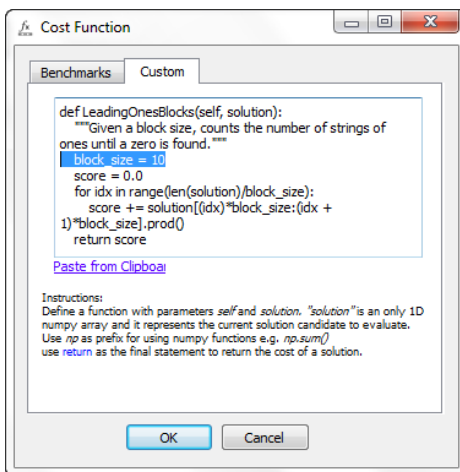 Cost Function
Benchmarks Custom
def LeadingOnesBlocks(self, solution):
"""Given a block size, counts the number of strings of
ones until a zero is found."""
block_size = 10
score = 0.0
for idx in range(len(solution)/block_size):
score += solution[(idx)*block_size:(idx +
1)*block_size].prod()
return score
Paste from Clipboar
Instructions:
Define a function with parameters self and solution. "solution" is an only 1D
numpy array and it represents the current solution candidate to evaluate.
Use np as prefix for using numpy functions e.g. np.sum()
use return as the final statement to return the cost of a solution.
OK Cancel